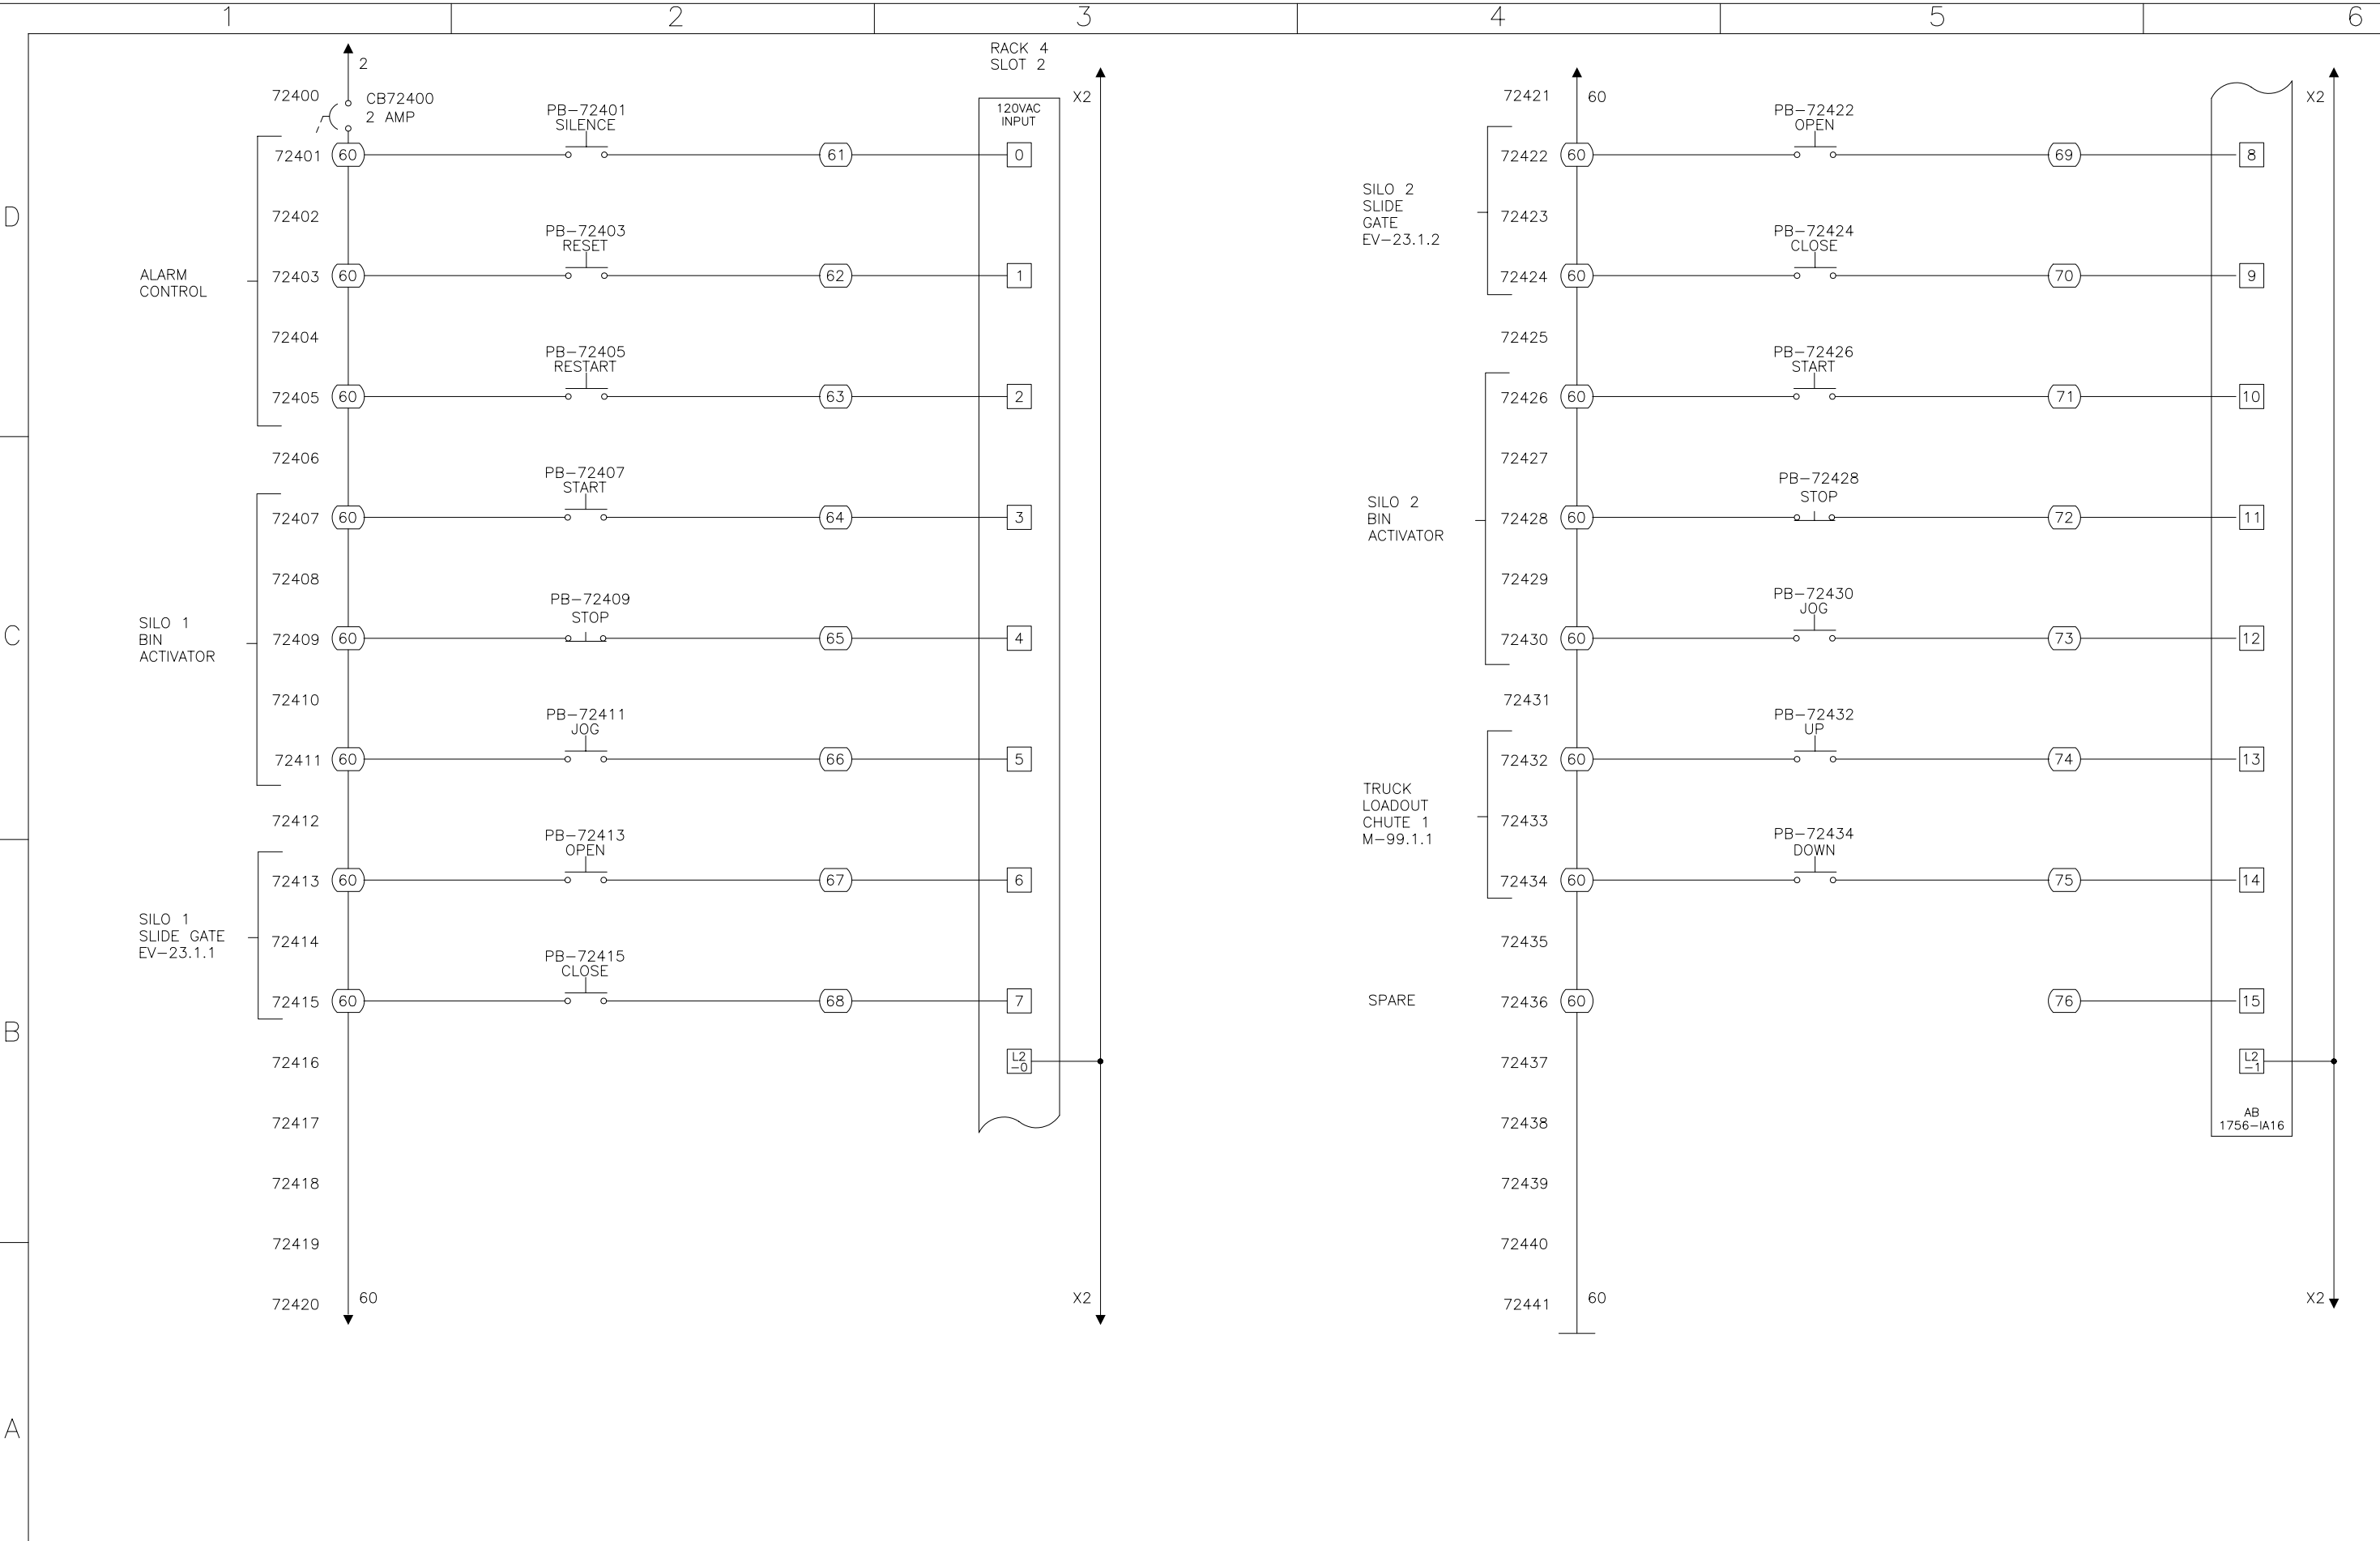 1 2 3 4 5 6
D
C
B
A
RACK 4
SLOT 2
2
72400
CB72400
2 AMP
X2
120VAC
INPUT
ALARM
CONTROL
PB-72401
SILENCE
72401 60 61 0
72402
PB-72403
RESET
72403 60 62 1
72404
PB-72405
RESTART
72405 60 63 2
72406
SILO 1
BIN
ACTIVATOR
PB-72407
START
72407 60 64 3
72408
PB-72409
STOP
72409 60 65 4
72410
PB-72411
JOG
72411 60 66 5
72412
SILO 1
SLIDE GATE
EV-23.1.1
PB-72413
OPEN
72413 60 67 6
72414
PB-72415
CLOSE
72415 60 68 7
72416
L2
-0
72417
72418
72419
72420
60
X2
72421
60
X2
SILO 2
SLIDE
GATE
EV-23.1.2
PB-72422
OPEN
72422 60 69 8
72423
PB-72424
CLOSE
72424 60 70 9
72425
SILO 2
BIN
ACTIVATOR
PB-72426
START
72426 60 71 10
72427
PB-72428
STOP
72428 60 72 11
72429
PB-72430
JOG
72430 60 73 12
72431
TRUCK
LOADOUT
CHUTE 1
M-99.1.1
PB-72432
UP
72432 60 74 13
72433
PB-72434
DOWN
72434 60 75 14
72435
SPARE 72436 60 76 15
72437
L2
-1
72438
AB
1756-IA16
72439
72440
72441
60
X2